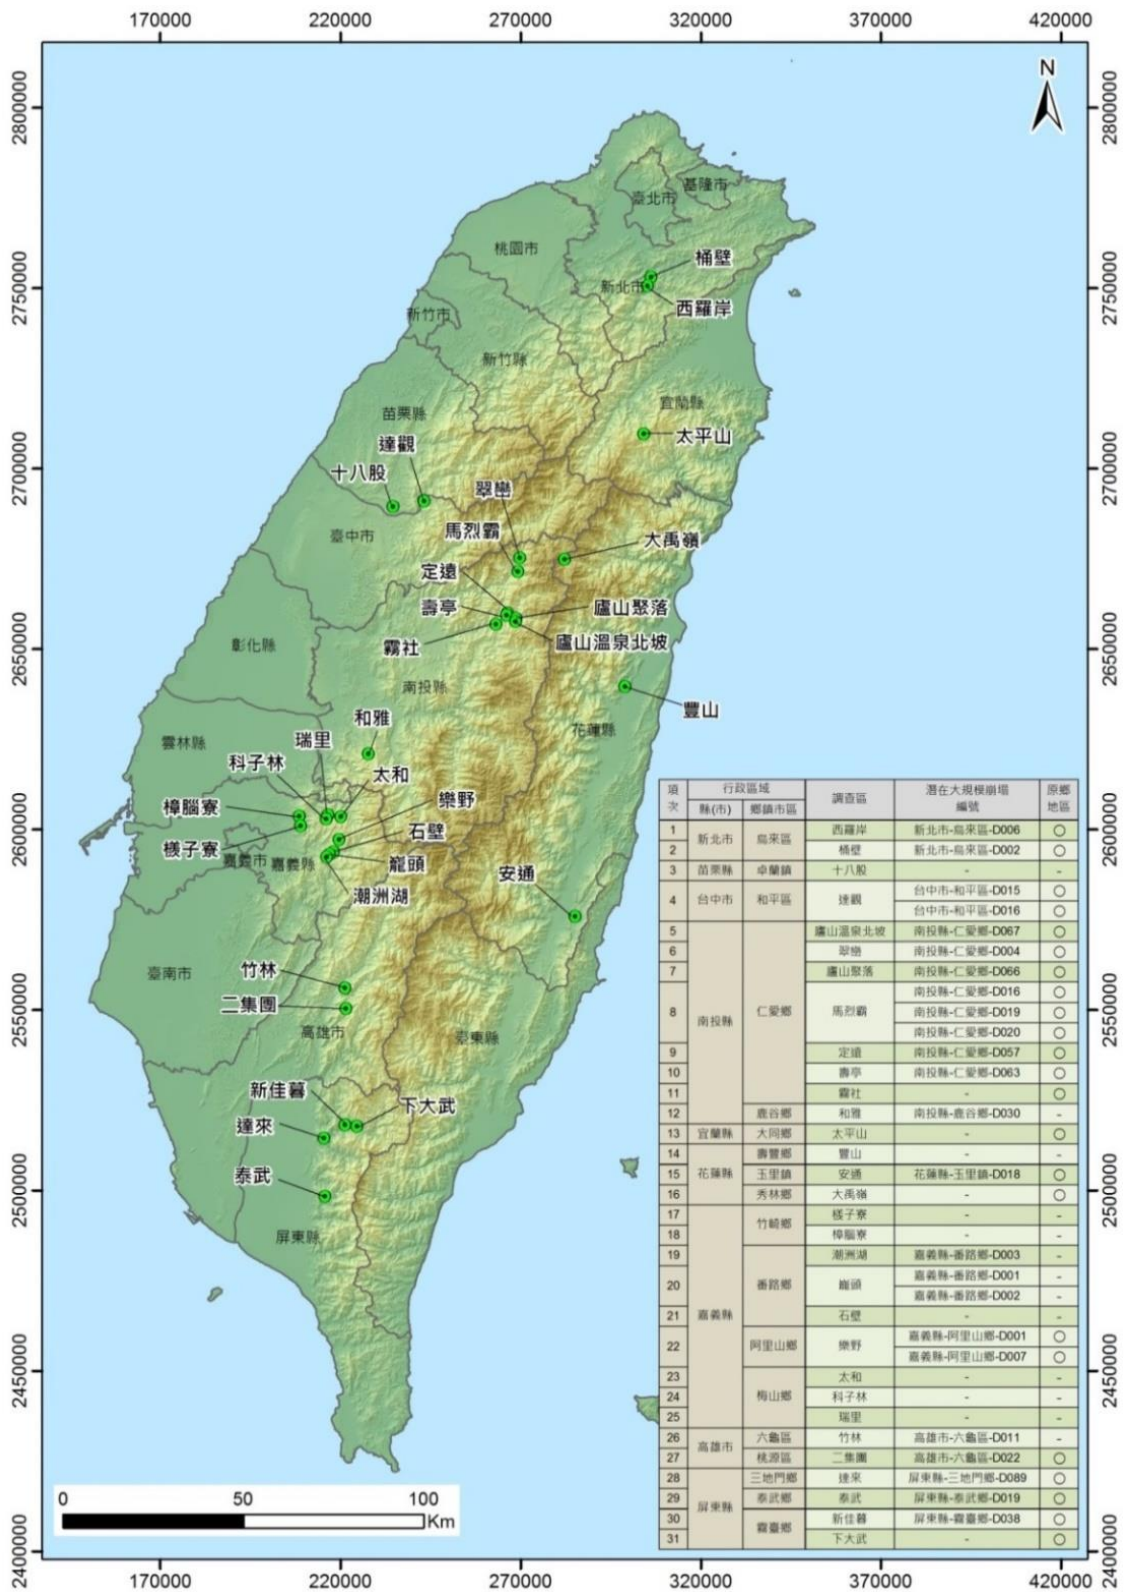 170000 220000 270000 320000 370000 420000
2800000 2800000
2750000 2750000
2700000 2700000
2650000 2650000
2600000 2600000
2550000 2550000
2500000 2500000
2450000 2450000
2400000 2400000
N
基隆市
臺北市
桃園市
桶壁
新北市
西羅岸
新竹市
新竹縣
宜蘭縣
苗栗縣
太平山
達觀
十八股
翠巒
馬烈霸
大禹嶺
臺中市
定遠
壽亭
廬山聚落
霧社
廬山溫泉北坡
彰化縣
南投縣
豐山
和雅
花蓮縣
雲林縣
瑞里
科子林
太和
樟腦寮
樂野
石壁
檨子寮
嘉義市
嘉義縣
巃頭
安通
潮洲湖
臺南市
竹林
二集團
高雄市
臺東縣
新佳暮
下大武
達來
泰武
屏東縣
0 50 100
Km
項次 行政區域 調查區 潛在大規模崩塌編號 原鄉地區
縣(市) 鄉鎮市區
1 新北市 烏來區 西羅岸 新北市-烏來區-D006 ○
2 桶壁 新北市-烏來區-D002 ○
3 苗栗縣 卓蘭鎮 十八股 - -
4 台中市 和平區 達觀 台中市-和平區-D015 ○
台中市-和平區-D016 ○
5 南投縣 仁愛鄉 廬山溫泉北坡 南投縣-仁愛鄉-D067 ○
6 翠巒 南投縣-仁愛鄉-D004 ○
7 廬山聚落 南投縣-仁愛鄉-D066 ○
8 馬烈霸 南投縣-仁愛鄉-D016 ○
南投縣-仁愛鄉-D019 ○
南投縣-仁愛鄉-D020 ○
9 定遠 南投縣-仁愛鄉-D057 ○
10 壽亭 南投縣-仁愛鄉-D063 ○
11 霧社 - ○
12 鹿谷鄉 和雅 南投縣-鹿谷鄉-D030 -
13 宜蘭縣 大同鄉 太平山 - ○
14 花蓮縣 壽豐鄉 豐山 - -
15 玉里鎮 安通 花蓮縣-玉里鎮-D018 ○
16 秀林鄉 大禹嶺 - ○
17 嘉義縣 竹崎鄉 檨子寮 - -
18 樟腦寮 - -
19 番路鄉 潮洲湖 嘉義縣-番路鄉-D003 -
20 巃頭 嘉義縣-番路鄉-D001 -
嘉義縣-番路鄉-D002 -
21 石壁 - -
22 阿里山鄉 樂野 嘉義縣-阿里山鄉-D001 ○
嘉義縣-阿里山鄉-D007 ○
23 梅山鄉 太和 - -
24 科子林 - -
25 瑞里 - -
26 高雄市 六龜區 竹林 高雄市-六龜區-D011 -
27 桃源區 二集團 高雄市-六龜區-D022 ○
28 屏東縣 三地門鄉 達來 屏東縣-三地門鄉-D089 ○
29 泰武鄉 泰武 屏東縣-泰武鄉-D019 ○
30 霧臺鄉 新佳暮 屏東縣-霧臺鄉-D038 ○
31 下大武 - ○
170000 220000 270000 320000 370000 420000